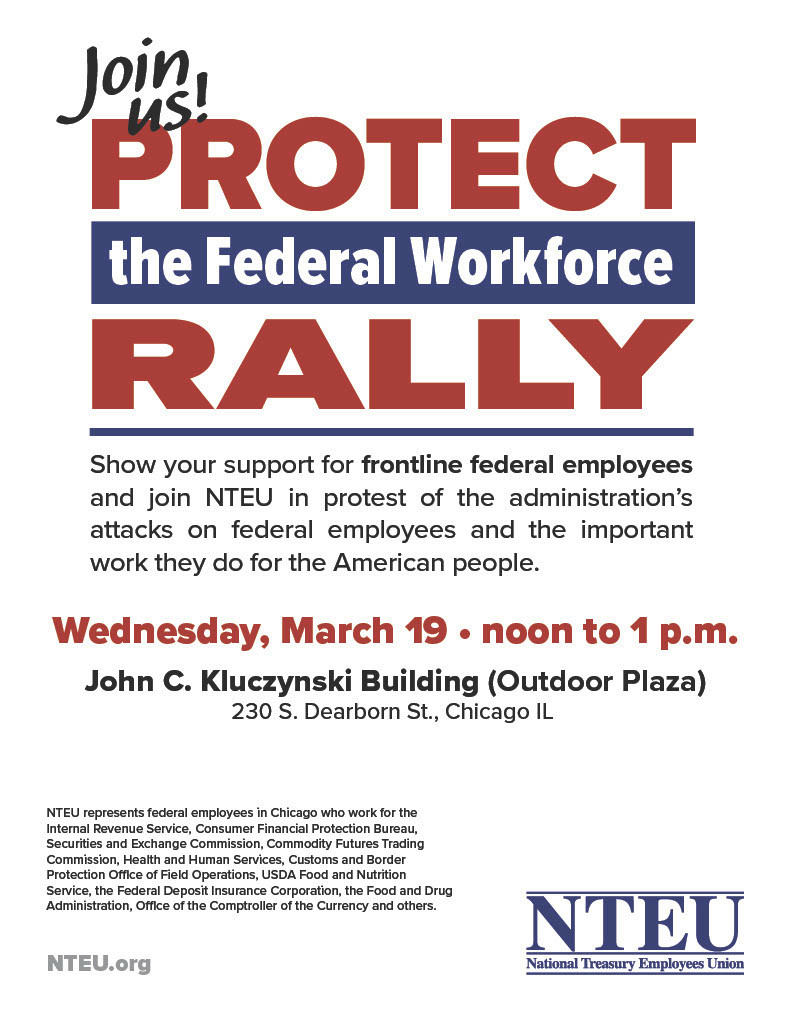 Join
us!
PROTECT
the Federal Workforce
RALLY
Show your support for frontline federal employees
and join NTEU in protest of the administration's
attacks on federal employees and the important
work they do for the American people.
Wednesday, March 19 • noon to 1 p.m.
John C. Kluczynski Building (Outdoor Plaza)
230 S. Dearborn St., Chicago IL
NTEU represents federal employees in Chicago who work for the
Internal Revenue Service, Consumer Financial Protection Bureau,
Securities and Exchange Commission, Commodity Futures Trading
Commission, Health and Human Services, Customs and Border
Protection Office of Field Operations, USDA Food and Nutrition
Service, the Federal Deposit Insurance Corporation, the Food and Drug
Administration, Office of the Comptroller of the Currency and others.
NTEU.org
NTEU
National Treasury Employees Union